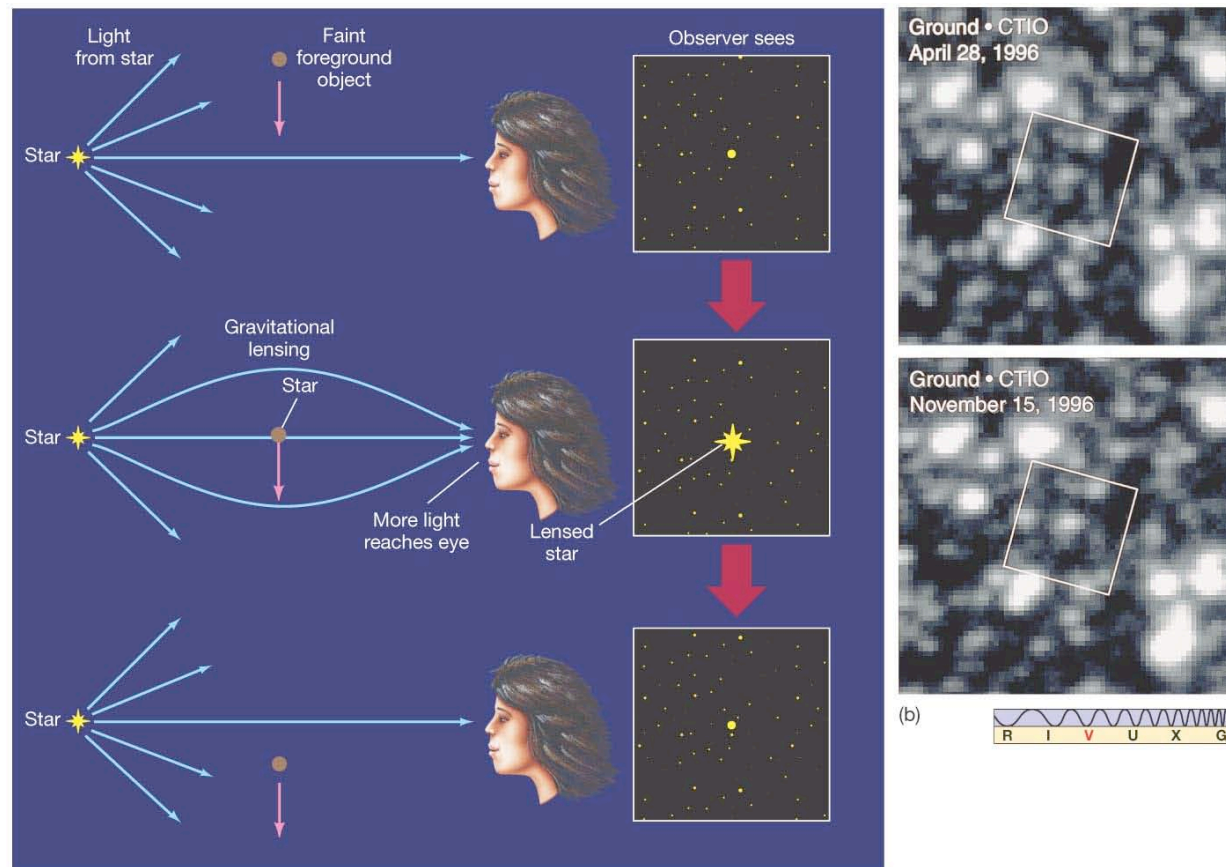 Light
from star
Faint
foreground
object
Observer sees
Star
Gravitational
lensing
Star
Star
More light
reaches eye
Lensed
star
Star
Ground • CTIO
April 28, 1996
Ground • CTIO
November 15, 1996
(b)
R I V U X G